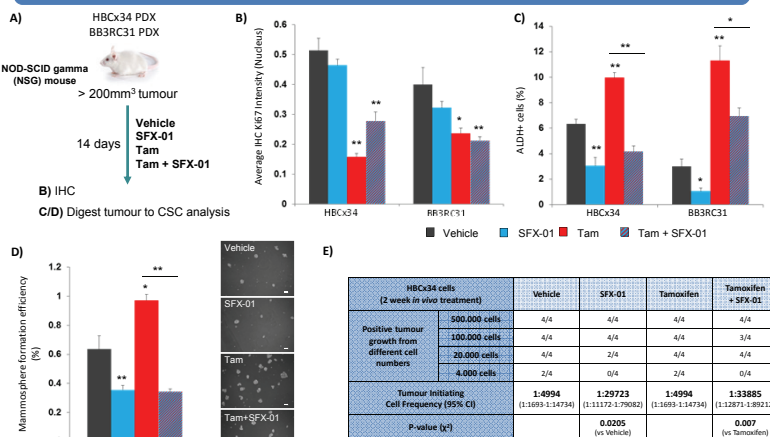 A)
HBCx34 PDX
BB3RC31 PDX
NOD-SCID gamma
(NSG) mouse
> 200mm³ tumour
14 days
Vehicle
SFX-01
Tam
Tam + SFX-01
B) IHC
C/D) Digest tumour to CSC analysis
B)
Average IHC Ki67 Intensity (Nucleus)
0.6
0.5
0.4
0.3
0.2
0.1
0
**
**
*
**
HBCx34
BB3RC31
C)
ALDH+ cells (%)
14
12
10
8
6
4
2
0
**
**
**
*
**
*
HBCx34
BB3RC31
Vehicle
SFX-01
Tam
Tam + SFX-01
D)
Mammosphere formation efficiency
(%)
1.2
1
0.8
0.6
0.4
0.2
**
*
**
Vehicle
SFX-01
Tam
Tam+SFX-01
E)
HBCx34 cells
(2 week in vivo treatment)
Vehicle
SFX-01
Tamoxifen
Tamoxifen
+ SFX-01
Positive tumour
growth from
different cell
numbers
500.000 cells 4/4 4/4 4/4 4/4
100.000 cells 4/4 4/4 4/4 3/4
20.000 cells 4/4 2/4 4/4 4/4
4.000 cells 2/4 0/4 2/4 0/4
Tumour Initiating
Cell Frequency (95% CI)
1:4994 1:29723 1:4994 1:33885
(1:1693-1:14734) (1:11172-1:79082) (1:1693-1:14734) (1:12871-1:89212
P-value (χ²)
0.0205 0.007
(vs Vehicle) (vs Tamoxifen)